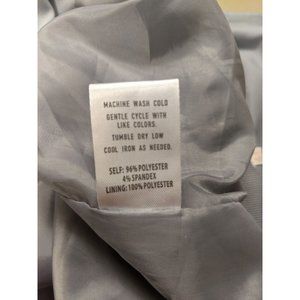 MACHINE WASH COLD
GENTLE CYCLE WITH
LIKE COLORS.
TUMBLE DRY LOW
COOL IRON AS NEEDED.
SELF: 96% POLYESTER
4% SPANDEX
LINING: 100% POLYESTER